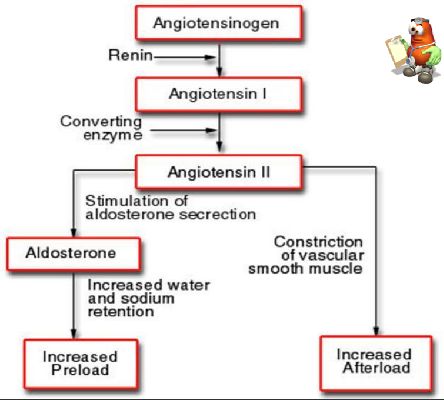 Angiotensinogen
Renin
Angiotensin I
Converting
enzyme
Angiotensin II
Stimulation of
aldosterone secrection
Aldosterone
Constriction
of vascular
smooth muscle
Increased water
and sodium
retention
Increased
Preload
Increased
Afterload